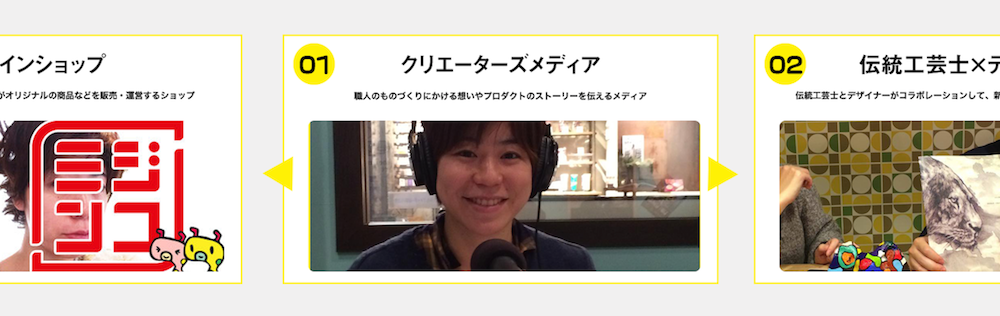 インショップ
がオリジナルの商品などを販売・運営するショップ
ミジンコ
01
クリエーターズメディア
職人のものづくりにかける想いやプロダクトのストーリーを伝えるメディア
02
伝統工芸士×デ
伝統工芸士とデザイナーがコラボレーションして、新